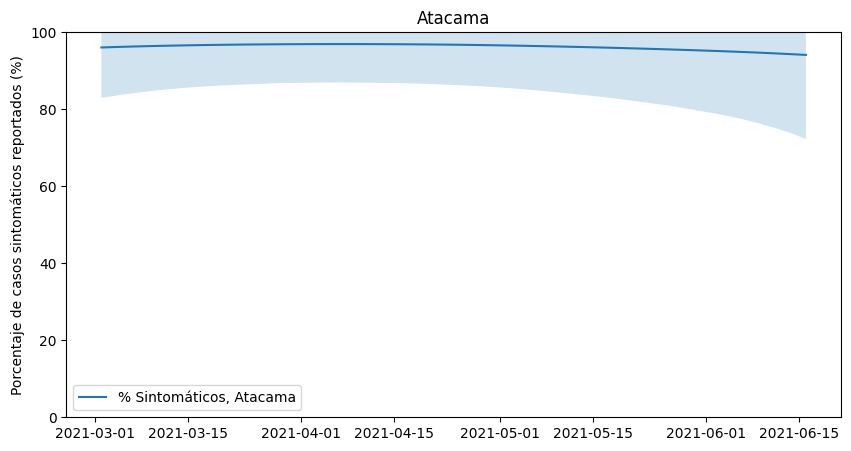 Atacama
Porcentaje de casos sintomáticos reportados (%)
100
80
60
40
20
0
% Sintomáticos, Atacama
2021-03-01 2021-03-15 2021-04-01 2021-04-15 2021-05-01 2021-05-15 2021-06-01 2021-06-15